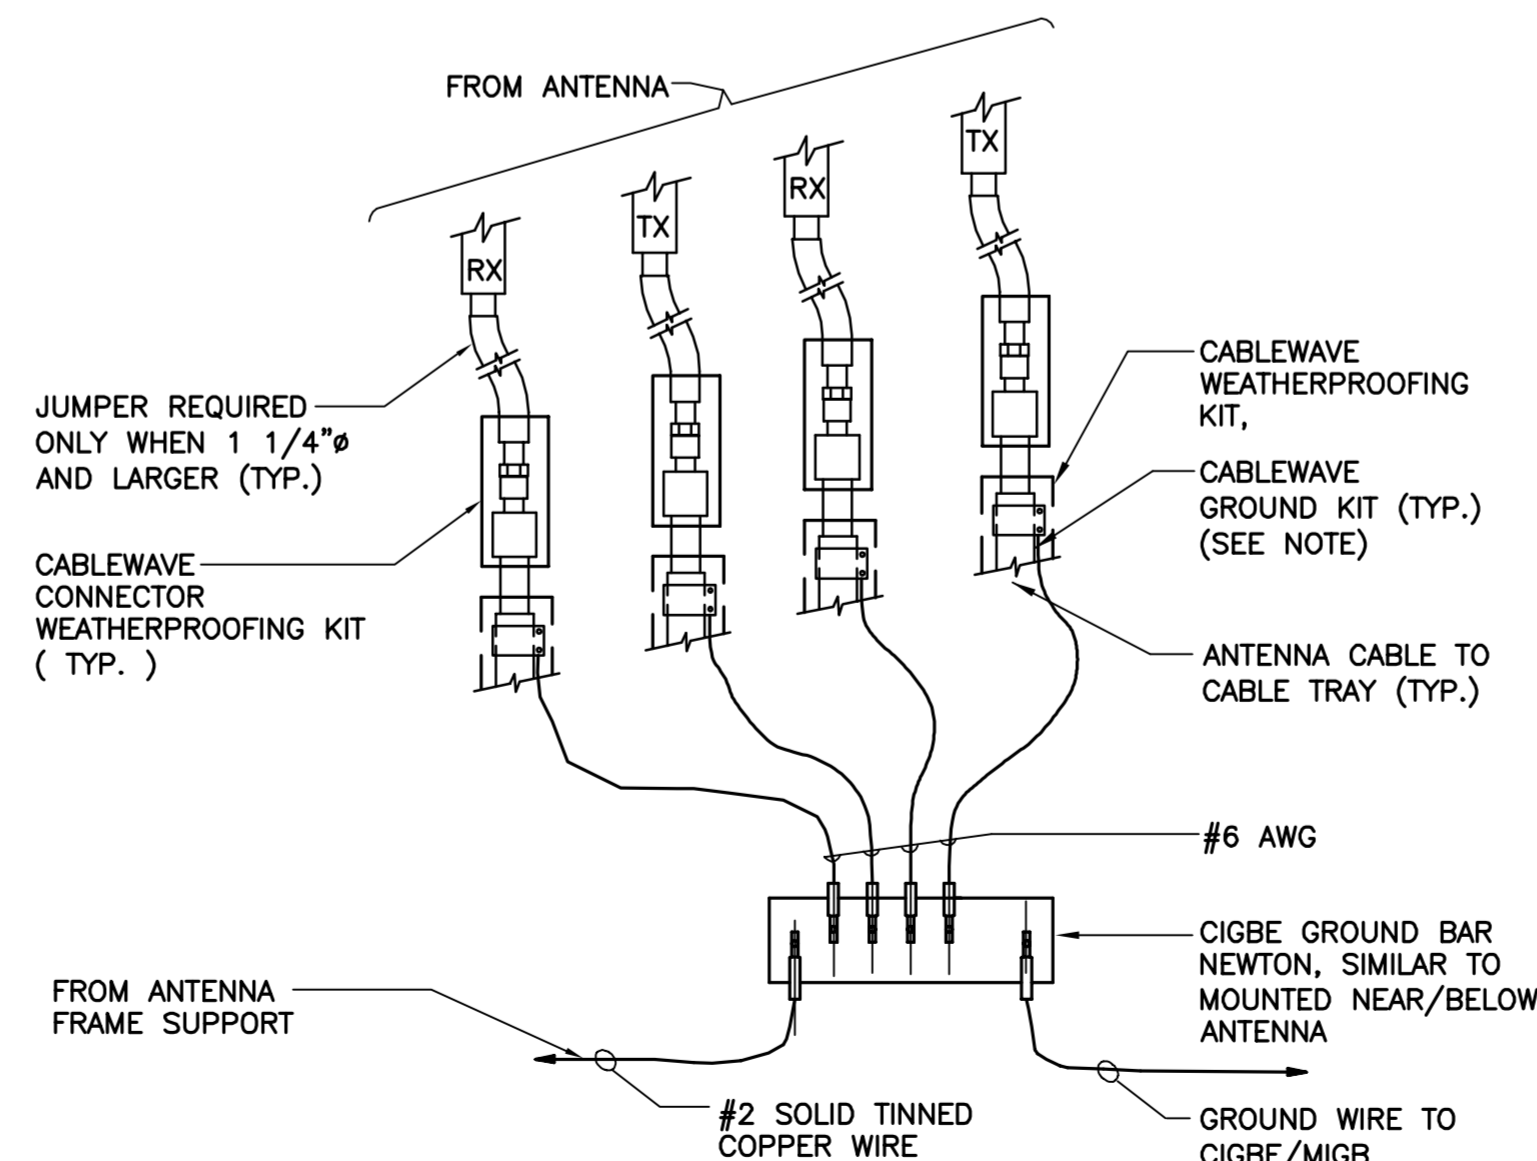 FROM ANTENNA
TX
RX
TX
RX
JUMPER REQUIRED
ONLY WHEN 1 1/4"ø
AND LARGER (TYP.)
CABLEWAVE
CONNECTOR
WEATHERPROOFING KIT
( TYP. )
CABLEWAVE
WEATHERPROOFING
KIT,
CABLEWAVE
GROUND KIT (TYP.)
(SEE NOTE)
ANTENNA CABLE TO
CABLE TRAY (TYP.)
#6 AWG
CIGBE GROUND BAR
NEWTON, SIMILAR TO
MOUNTED NEAR/BELOW
ANTENNA
FROM ANTENNA
FRAME SUPPORT
#2 SOLID TINNED
COPPER WIRE
GROUND WIRE TO
CIGBE/MIGB